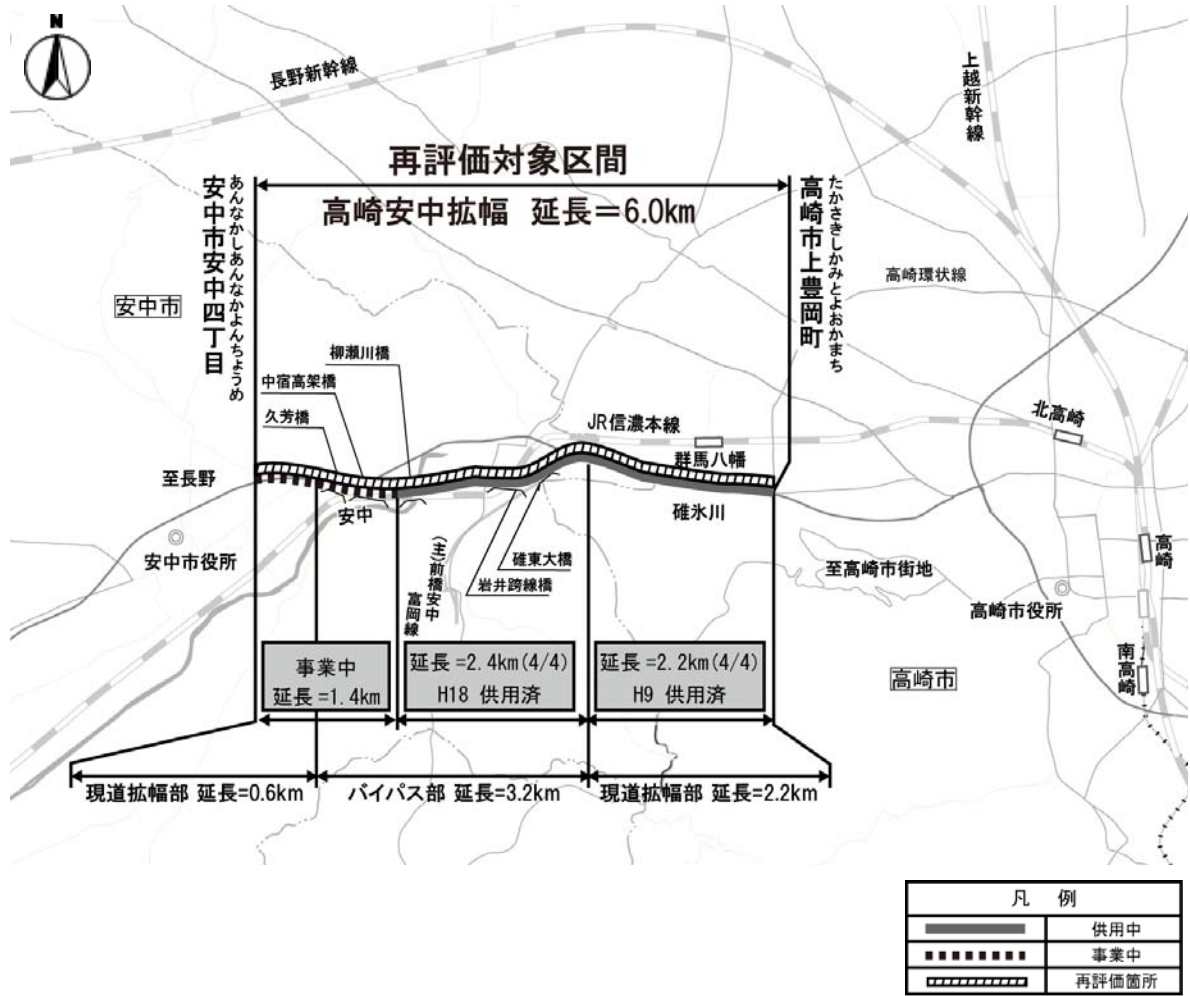 N
長野新幹線
上越新幹線
再評価対象区間
高崎安中拡幅 延長=6.0km
安中市安中四丁目
あんなかしあんなかよんちょうめ
高崎市上豊岡町
たかさきしかみとよおかまち
安中市
高崎環状線
柳瀬川橋
中宿高架橋
久芳橋
JR信濃本線
北高崎
群馬八幡
至長野
安中
碓氷川
安中市役所
碓東大橋
岩井跨線橋
(主)前橋安中
富岡線
至高崎市街地
高崎
高崎市役所
南高崎
高崎市
事業中
延長=1.4km
延長=2.4km(4/4)
H18 供用済
延長=2.2km(4/4)
H9 供用済
現道拡幅部 延長=0.6km
バイパス部 延長=3.2km
現道拡幅部 延長=2.2km
凡 例
供用中
事業中
再評価箇所